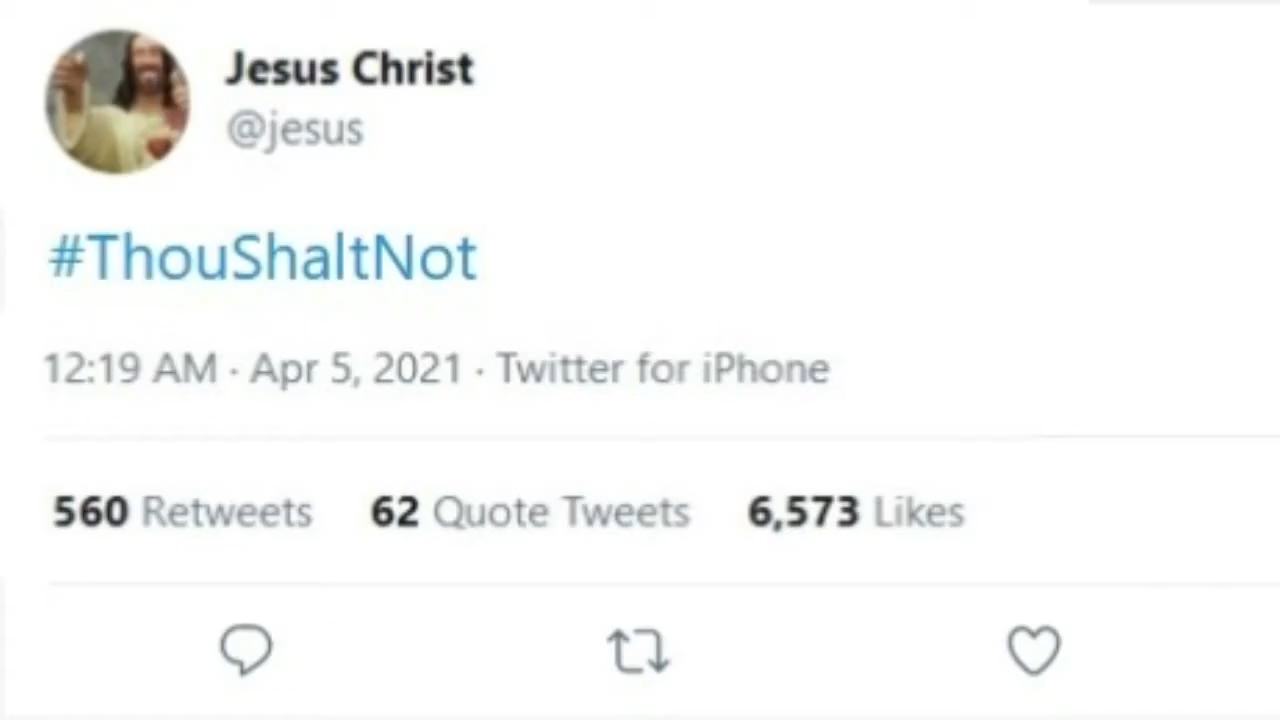 Jesus Christ
@jesus
#ThouShaltNot
12:19 AM · Apr 5, 2021 · Twitter for iPhone
560 Retweets 62 Quote Tweets 6,573 Likes